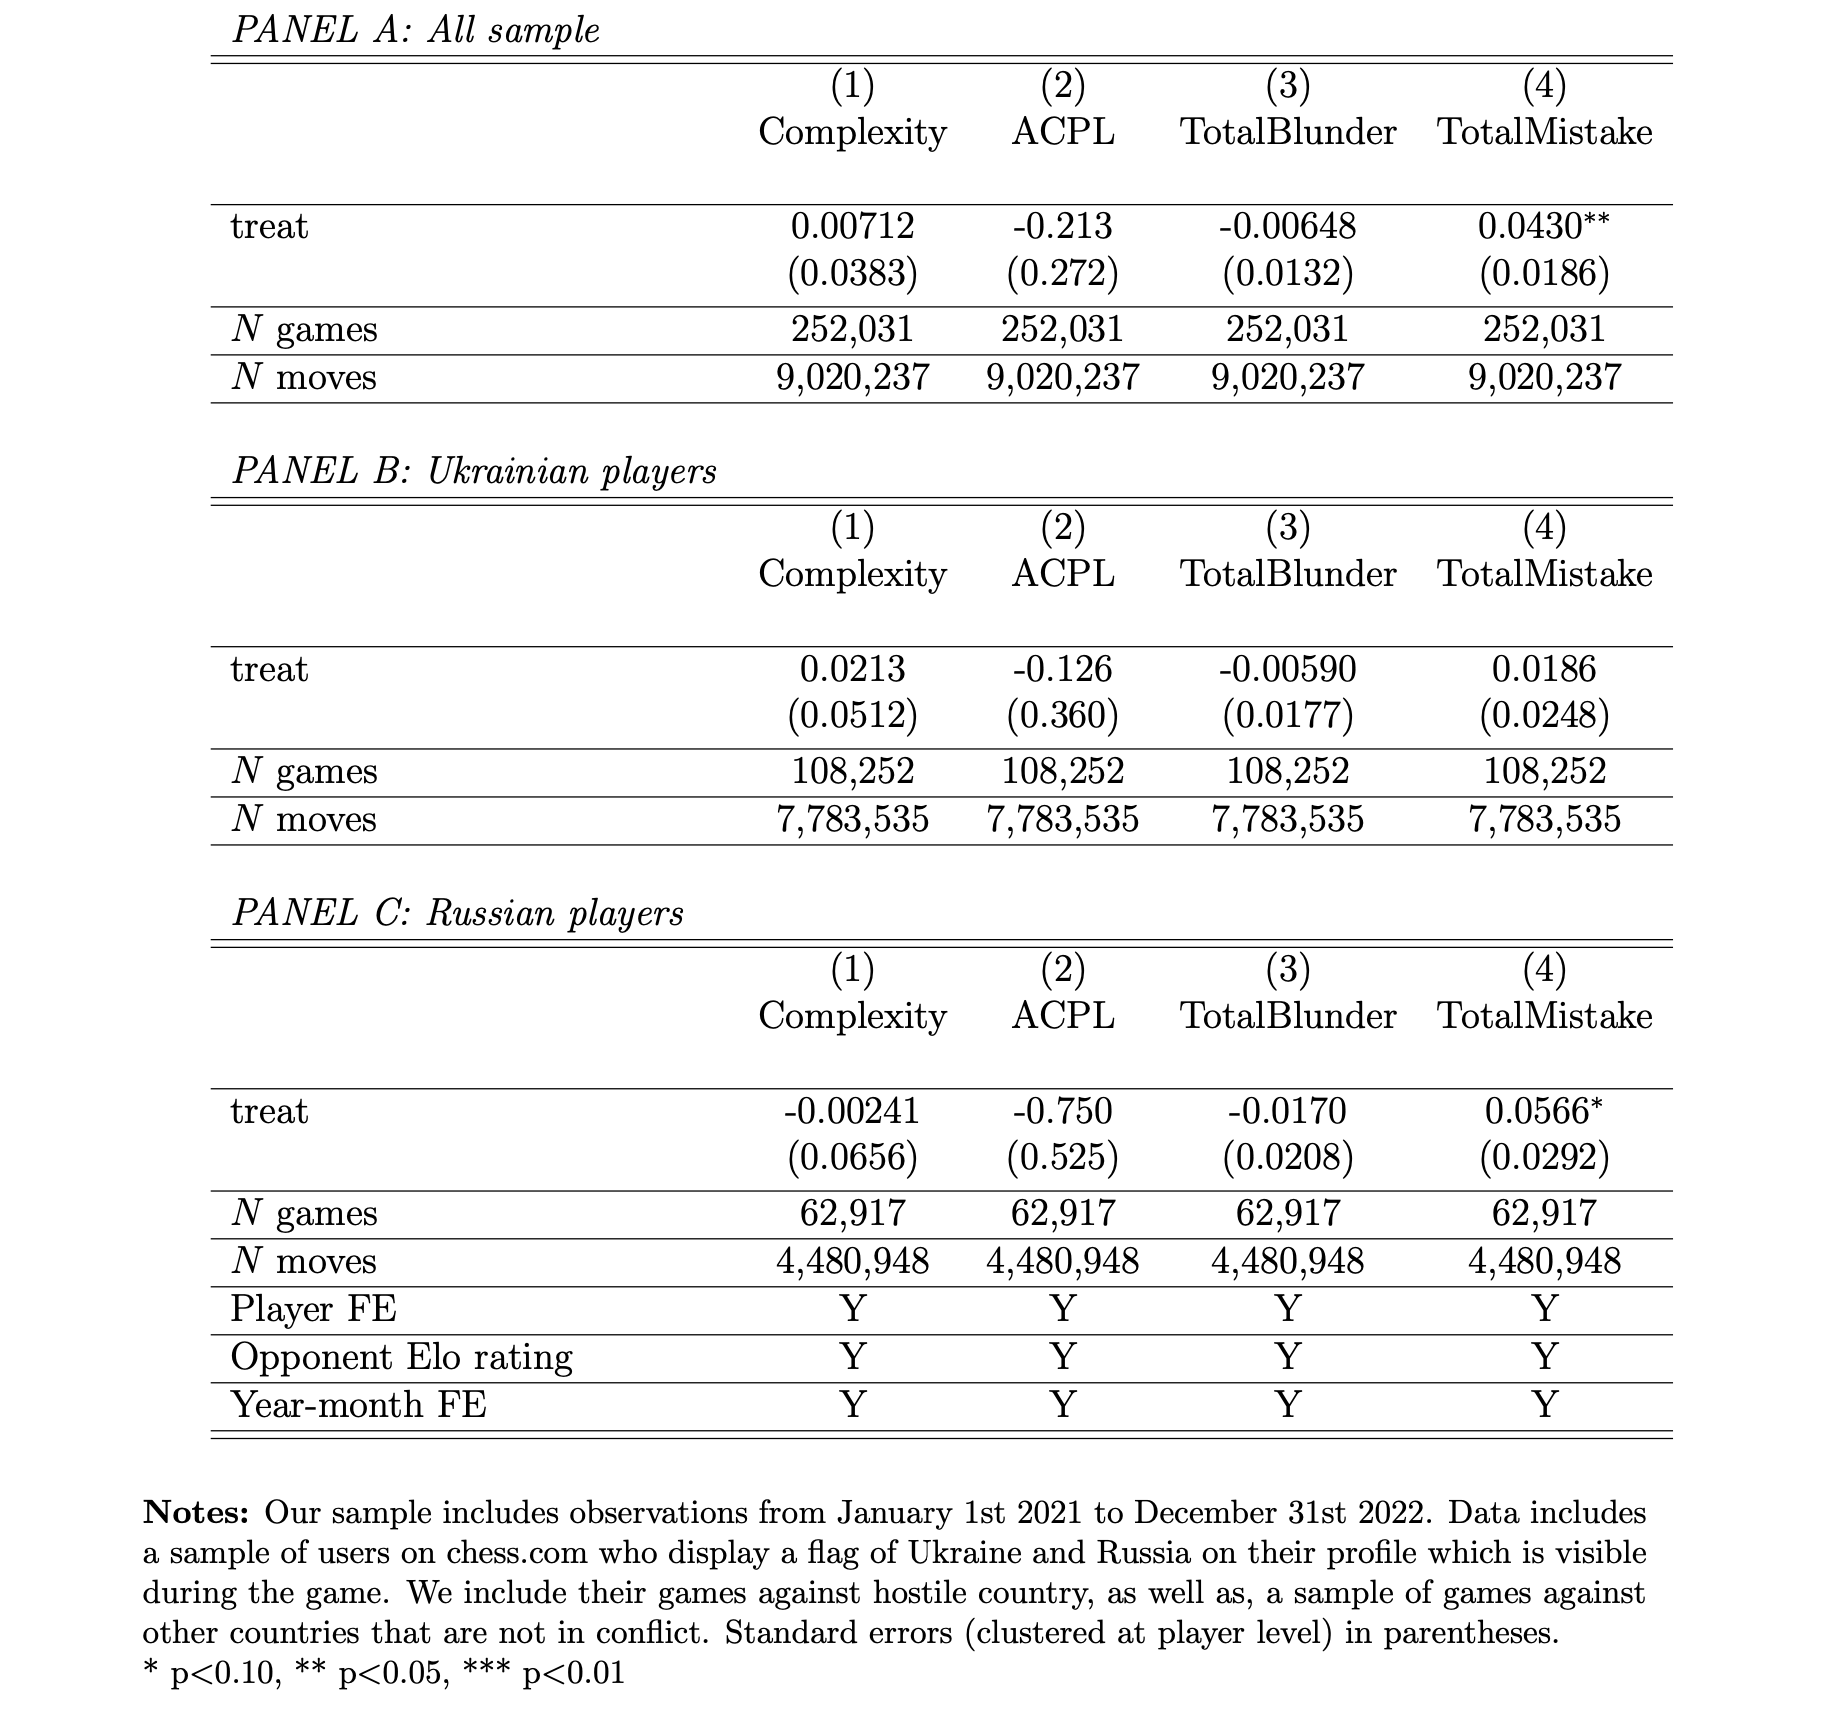 PANEL A: All sample
(1) (2) (3) (4)
Complexity ACPL TotalBlunder TotalMistake
treat 0.00712 -0.213 -0.00648 0.0430**
(0.0383) (0.272) (0.0132) (0.0186)
N games 252,031 252,031 252,031 252,031
N moves 9,020,237 9,020,237 9,020,237 9,020,237
PANEL B: Ukrainian players
(1) (2) (3) (4)
Complexity ACPL TotalBlunder TotalMistake
treat 0.0213 -0.126 -0.00590 0.0186
(0.0512) (0.360) (0.0177) (0.0248)
N games 108,252 108,252 108,252 108,252
N moves 7,783,535 7,783,535 7,783,535 7,783,535
PANEL C: Russian players
(1) (2) (3) (4)
Complexity ACPL TotalBlunder TotalMistake
treat -0.00241 -0.750 -0.0170 0.0566*
(0.0656) (0.525) (0.0208) (0.0292)
N games 62,917 62,917 62,917 62,917
N moves 4,480,948 4,480,948 4,480,948 4,480,948
Player FE Y Y Y Y
Opponent Elo rating Y Y Y Y
Year-month FE Y Y Y Y
Notes: Our sample includes observations from January 1st 2021 to December 31st 2022. Data includes
a sample of users on chess.com who display a flag of Ukraine and Russia on their profile which is visible
during the game. We include their games against hostile country, as well as, a sample of games against
other countries that are not in conflict. Standard errors (clustered at player level) in parentheses.
* p<0.10, ** p<0.05, *** p<0.01